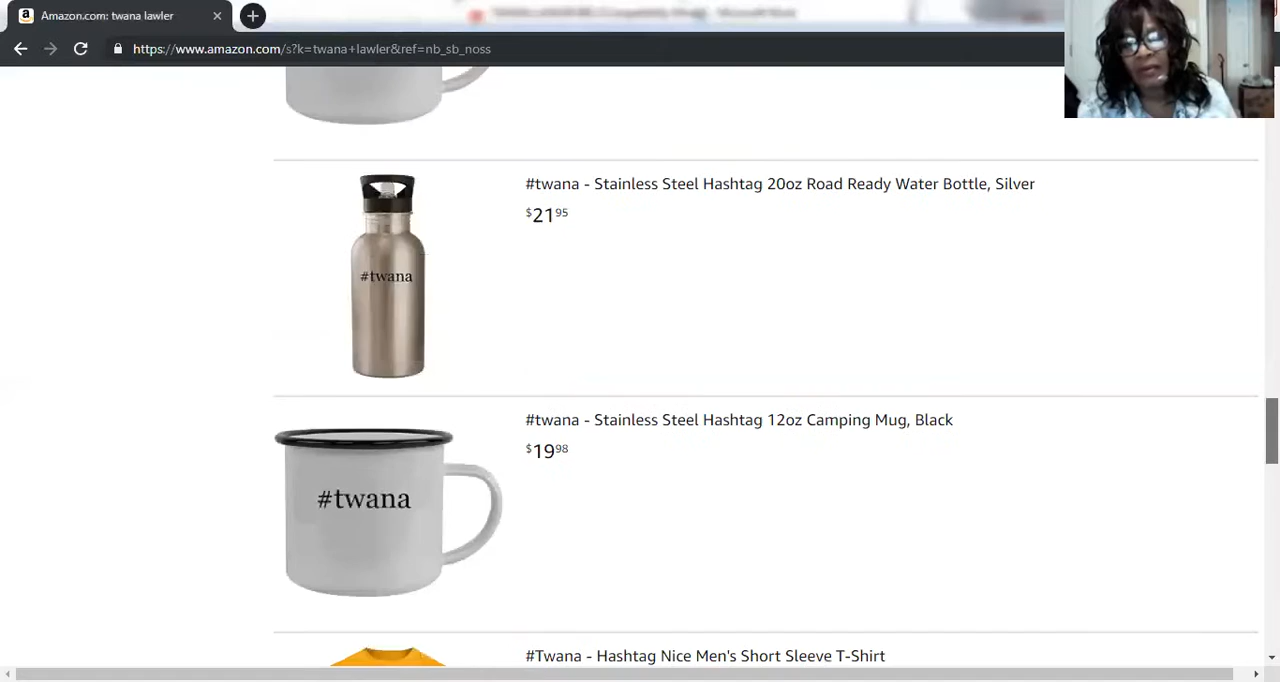 Amazon.com: twana lawler
https://www.amazon.com/s?k=twana+lawler&ref=nb_sb_noss
#twana - Stainless Steel Hashtag 20oz Road Ready Water Bottle, Silver
$21 95
#twana
#twana - Stainless Steel Hashtag 12oz Camping Mug, Black
$19 98
#twana
#Twana - Hashtag Nice Men's Short Sleeve T-Shirt